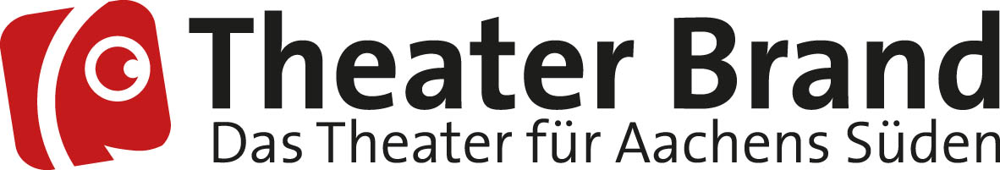 Theater Brand
Das Theater für Aachens Süden